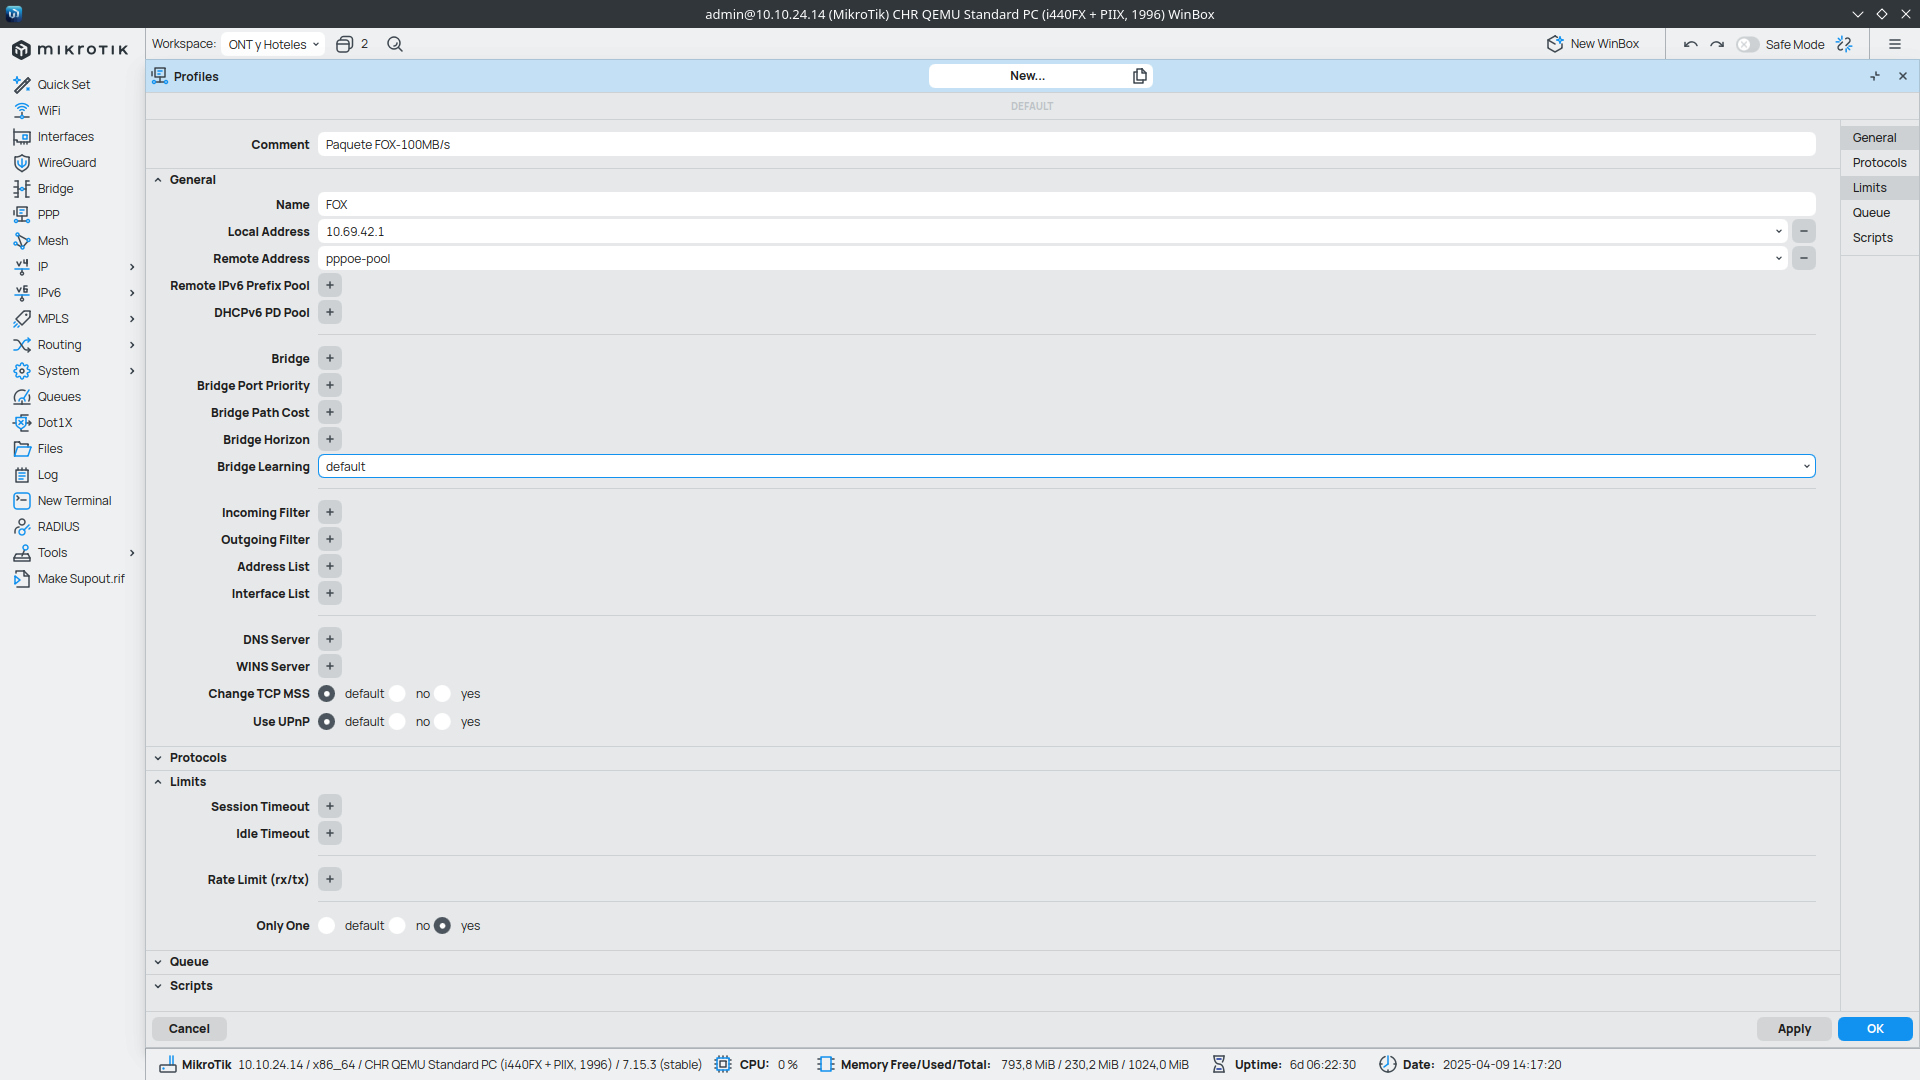 admin@10.10.24.14 (MikroTik) CHR QEMU Standard PC (i440FX + PIIX, 1996) WinBox
MikroTik
Workspace: ONT y Hoteles 2
New WinBox
Safe Mode
Quick Set
WiFi
Interfaces
WireGuard
Bridge
PPP
Mesh
IP
IPv6
MPLS
Routing
System
Queues
Dot1X
Files
Log
New Terminal
RADIUS
Tools
Make Supout.rif
Profiles
New...
DEFAULT
Comment Paquete FOX-100MB/s
General
Name FOX
Local Address 10.69.42.1
Remote Address pppoe-pool
Remote IPv6 Prefix Pool +
DHCPv6 PD Pool +
Bridge +
Bridge Port Priority +
Bridge Path Cost +
Bridge Horizon +
Bridge Learning default
Incoming Filter +
Outgoing Filter +
Address List +
Interface List +
DNS Server +
WINS Server +
Change TCP MSS default no yes
Use UPnP default no yes
Protocols
Limits
Session Timeout +
Idle Timeout +
Rate Limit (rx/tx) +
Only One default no yes
Queue
Scripts
General
Protocols
Limits
Queue
Scripts
Cancel
Apply
OK
MikroTik 10.10.24.14 / x86_64 / CHR QEMU Standard PC (i440FX + PIIX, 1996) / 7.15.3 (stable) CPU: 0 % Memory Free/Used/Total: 793,8 MiB / 230,2 MiB / 1024,0 MiB Uptime: 6d 06:22:30 Date: 2025-04-09 14:17:20